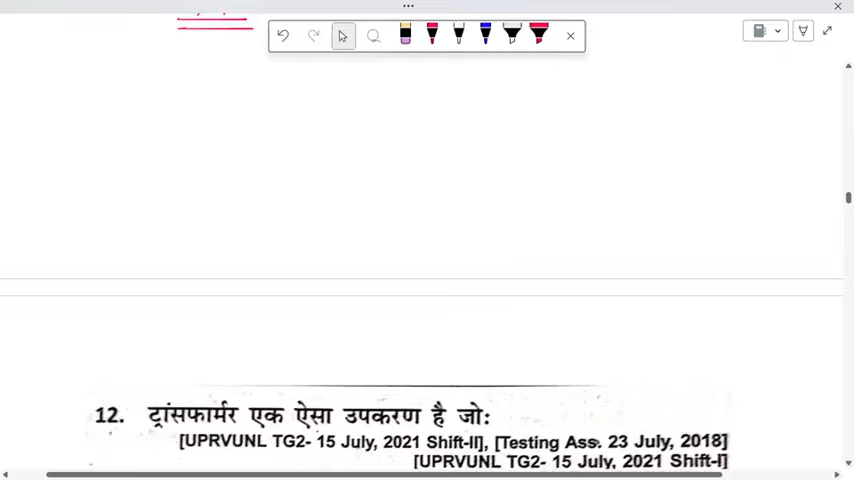 12. ट्रांसफार्मर एक ऐसा उपकरण है जो:
[UPRVUNL TG2- 15 July, 2021 Shift-II], [Testing Ass. 23 July, 2018]
[UPRVUNL TG2- 15 July, 2021 Shift-I]